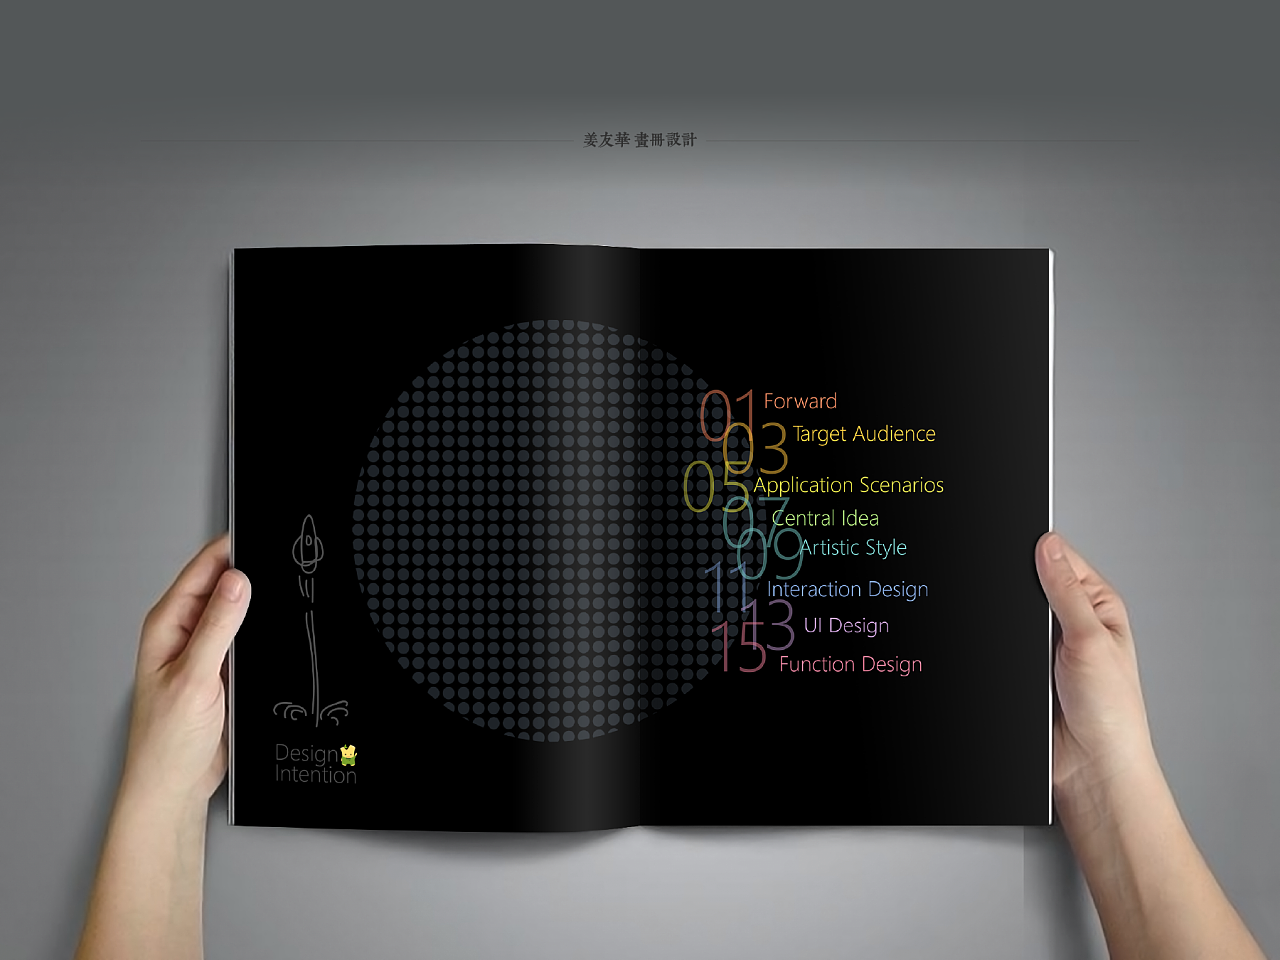 姜友華 畫冊設計
01 Forward
03 Target Audience
05 Application Scenarios
07 Central Idea
09 Artistic Style
11 Interaction Design
13 UI Design
15 Function Design
Design
Intention